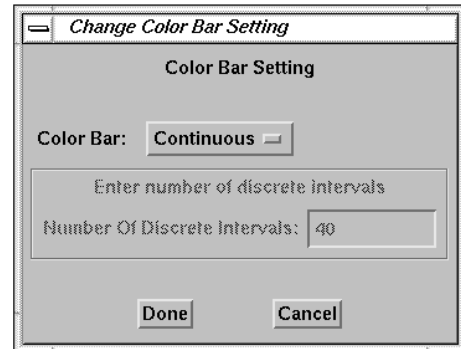 Change Color Bar Setting
Color Bar Setting
Color Bar: Continuous
Enter number of discrete intervals
Number Of Discrete Intervals: 40
Done Cancel